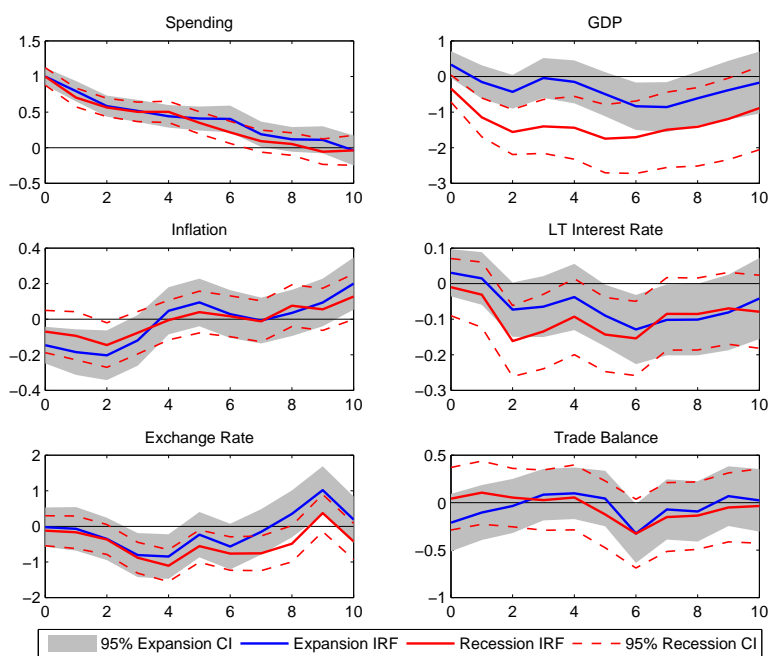 Spending
1.5
1
0.5
0
−0.5
0 2 4 6 8 10
GDP
1
0
−1
−2
−3
0 2 4 6 8 10
Inflation
0.4
0.2
0
−0.2
−0.4
0 2 4 6 8 10
LT Interest Rate
0.1
0
−0.1
−0.2
−0.3
0 2 4 6 8 10
Exchange Rate
2
1
0
−1
−2
0 2 4 6 8 10
Trade Balance
0.5
0
−0.5
−1
0 2 4 6 8 10
95% Expansion CI Expansion IRF Recession IRF 95% Recession CI